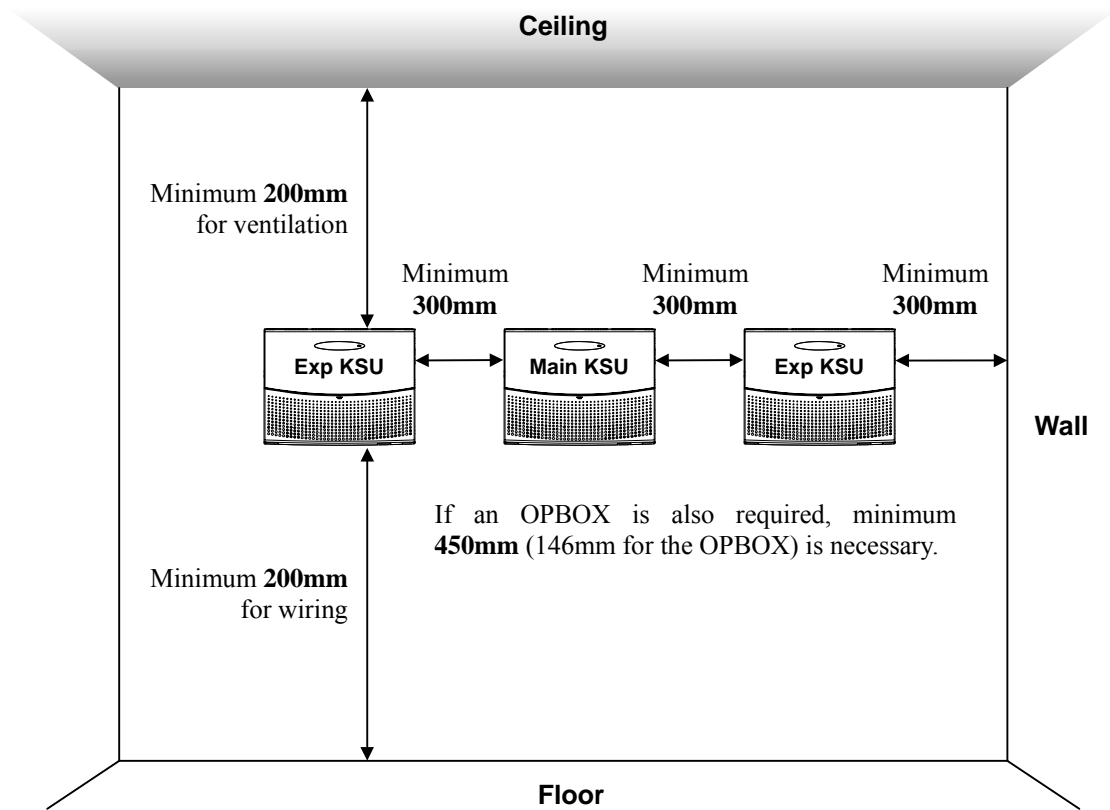 Ceiling
Minimum 200mm
for ventilation
Minimum
300mm
Minimum
300mm
Minimum
300mm
Exp KSU
Main KSU
Exp KSU
Wall
If an OPBOX is also required, minimum
450mm (146mm for the OPBOX) is necessary.
Minimum 200mm
for wiring
Floor